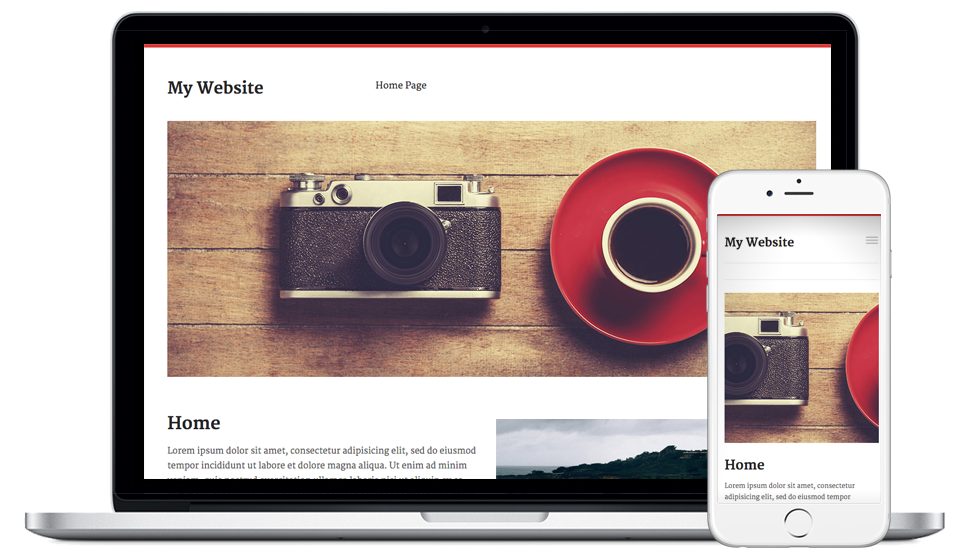 My Website
Home Page
Home
Lorem ipsum dolor sit amet, consectetur adipisicing elit, sed do eiusmod
tempor incididunt ut labore et dolore magna aliqua. Ut enim ad minim
My Website
Home
Lorem ipsum dolor sit amet, consectetur
adipisicing elit, sed do eiusmod tempor